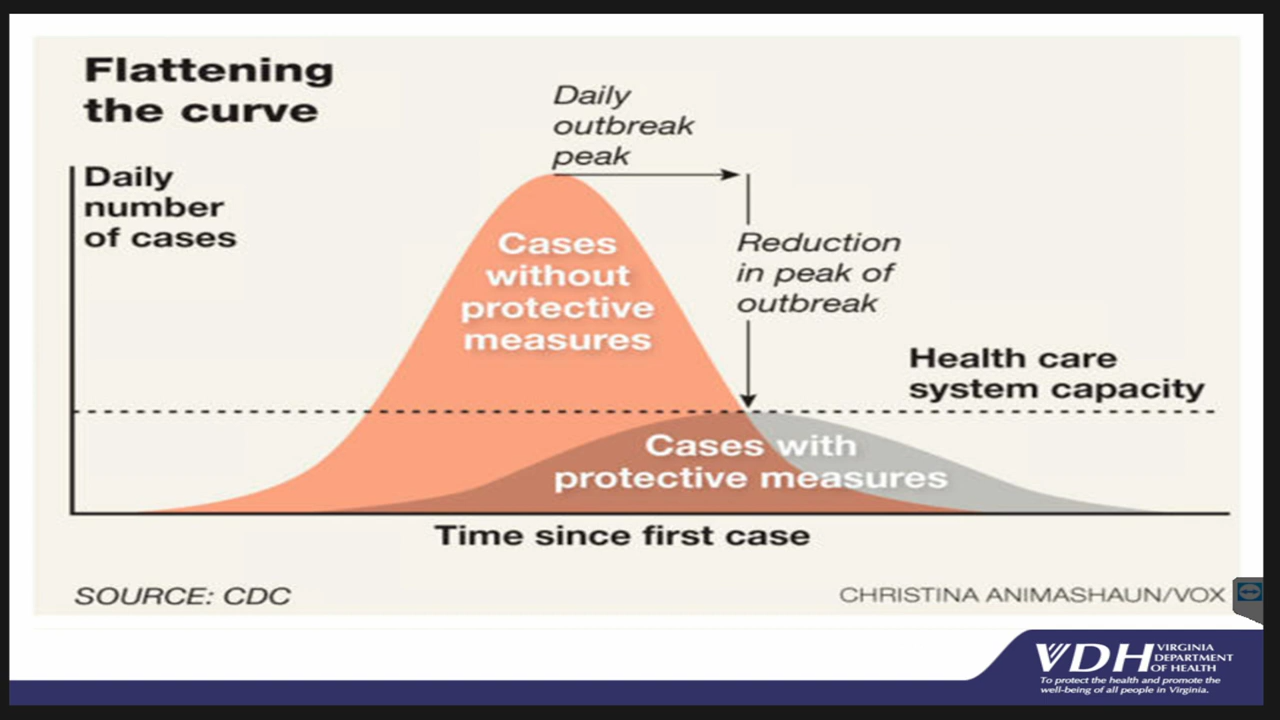 Flattening
the curve
Daily
outbreak
peak
Daily
number
of cases
Cases
without
protective
measures
Reduction
in peak of
outbreak
Health care
system capacity
Cases with
protective measures
Time since first case
SOURCE: CDC
CHRISTINA ANIMASHAUN/VOX
VDH
VIRGINIA
DEPARTMENT
OF HEALTH
To protect the health and promote the
well-being of all people in Virginia.